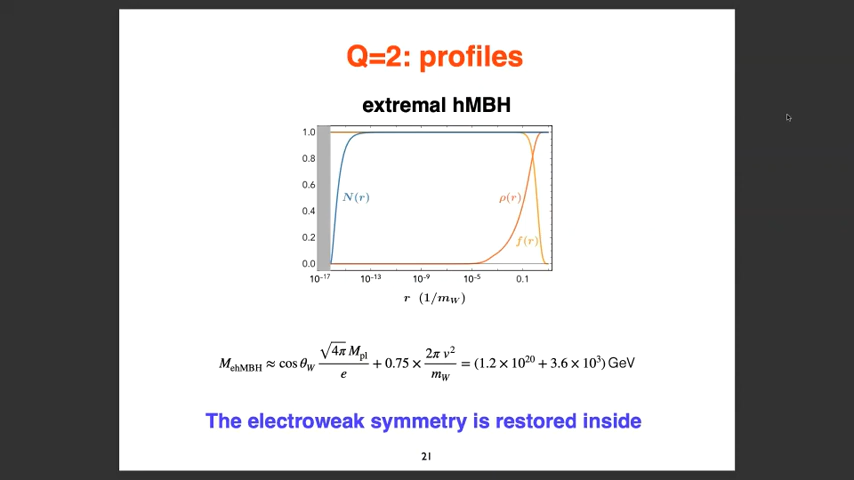 Q=2: profiles
extremal hMBH
1.0
0.8
0.6
0.4
0.2
0.0
N(r)
ρ(r)
f(r)
10⁻¹⁷ 10⁻¹³ 10⁻⁹ 10⁻⁵ 0.1
r (1/m_W)
M_ehMBH ≈ cos θ_W √4π M_pl / e + 0.75 × 2π v² / m_W = (1.2 × 10²⁰ + 3.6 × 10³) GeV
The electroweak symmetry is restored inside
21